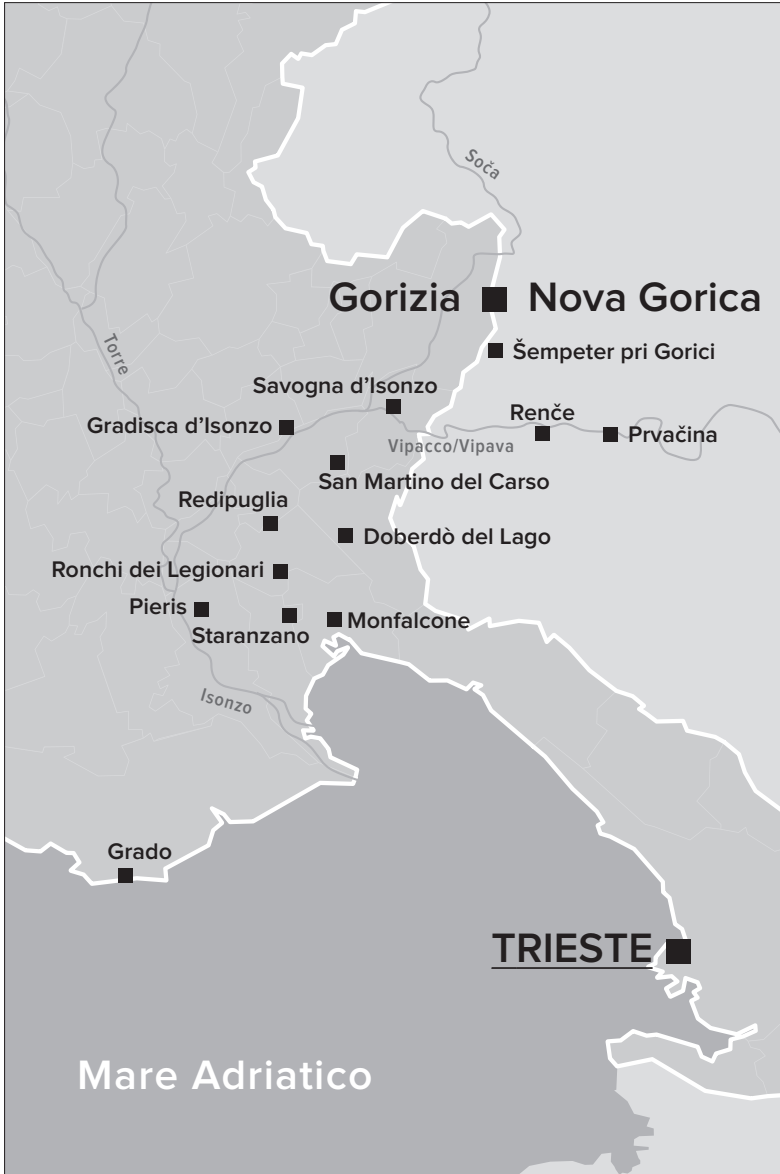 Soča
Gorizia
Nova Gorica
Šempeter pri Gorici
Torre
Savogna d’Isonzo
Renče
Gradisca d’Isonzo
Prvačina
Vipacco/Vipava
San Martino del Carso
Redipuglia
Doberdò del Lago
Ronchi dei Legionari
Pieris
Monfalcone
Staranzano
Isonzo
Grado
TRIESTE
Mare Adriatico